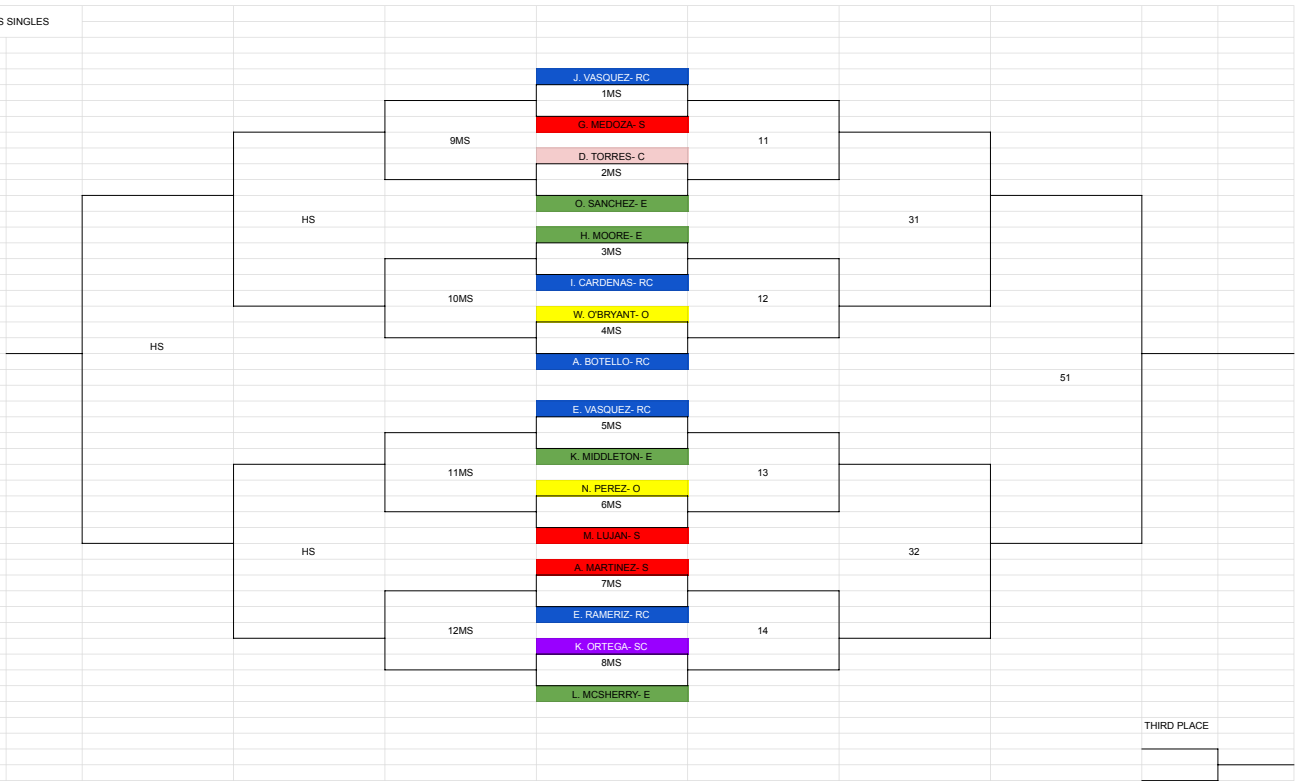 S SINGLES
J. VASQUEZ- RC
1MS
G. MEDOZA- S
9MS
11
D. TORRES- C
2MS
O. SANCHEZ- E
HS
31
H. MOORE- E
3MS
I. CARDENAS- RC
10MS
12
W. O'BRYANT- O
4MS
HS
A. BOTELLO- RC
51
E. VASQUEZ- RC
5MS
K. MIDDLETON- E
11MS
13
N. PEREZ- O
6MS
M. LUJAN- S
HS
32
A. MARTINEZ- S
7MS
E. RAMERIZ- RC
12MS
14
K. ORTEGA- SC
8MS
L. MCSHERRY- E
THIRD PLACE